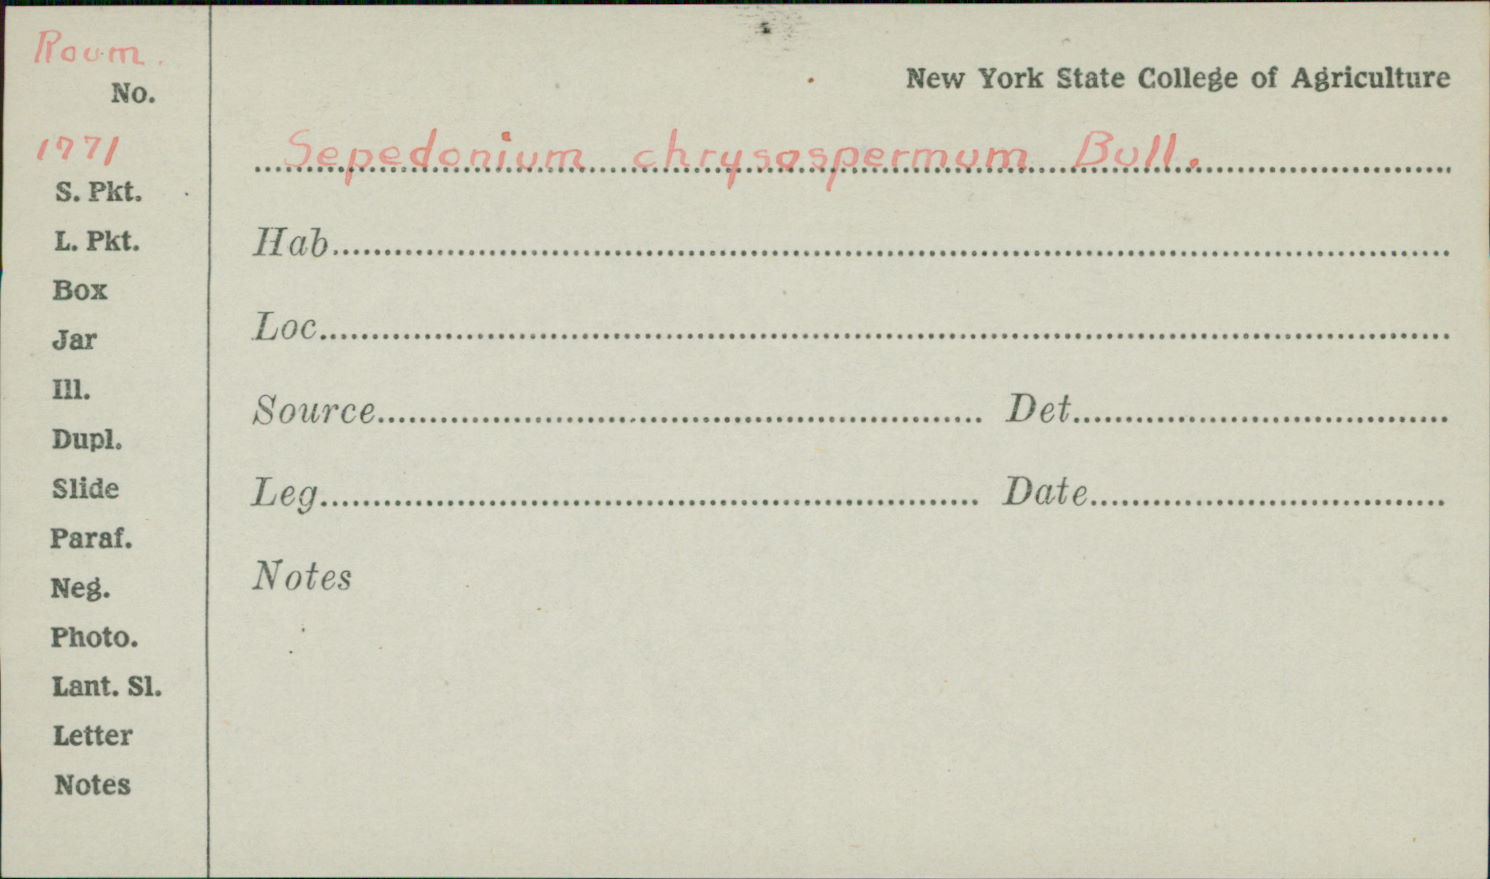 Roum.
No.
1771
S. Pkt.
L. Pkt.
Box
Jar
Ill.
Dupl.
Slide
Paraf.
Neg.
Photo.
Lant. Sl.
Letter
Notes
New York State College of Agriculture
Sepedonium chrysospermum Bull.
Hab
Loc
Source Det
Leg Date
Notes